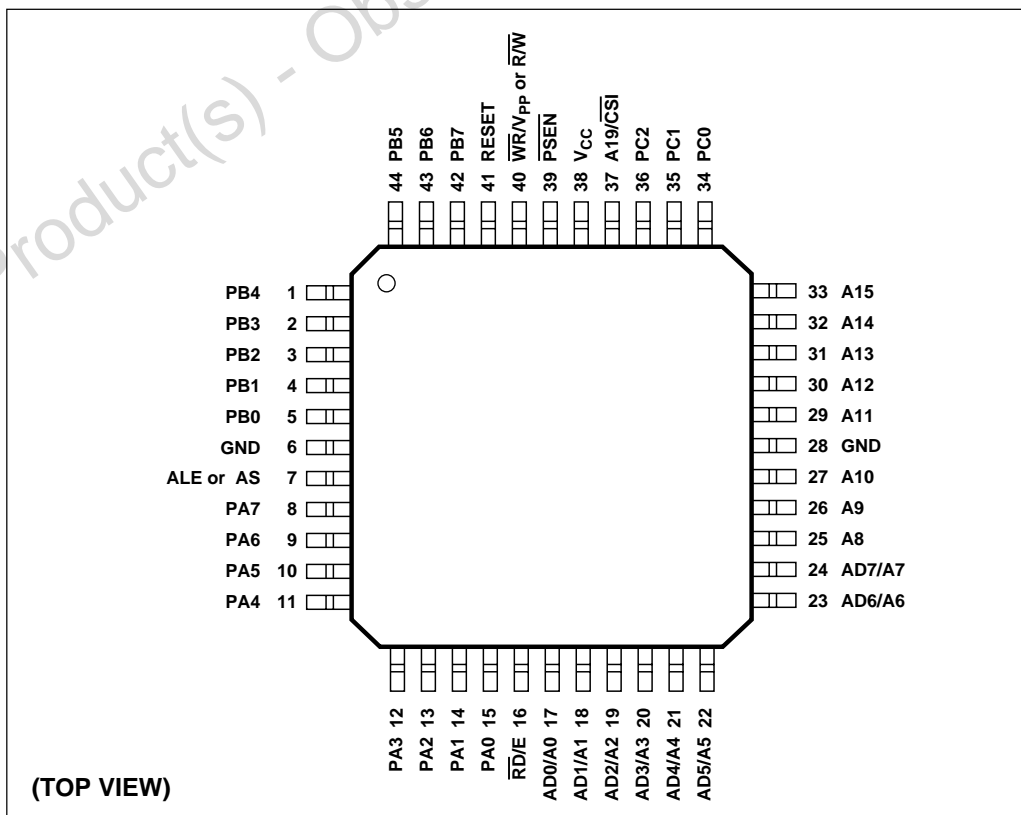 Product(s) - Obs
44 PB5
43 PB6
42 PB7
41 RESET
40 W̅R̅/VPP or R̅/̅W̅
39 P̅S̅E̅N̅
38 VCC
37 A19/C̅S̅I̅
36 PC2
35 PC1
34 PC0
PB4 1
PB3 2
PB2 3
PB1 4
PB0 5
GND 6
ALE or AS 7
PA7 8
PA6 9
PA5 10
PA4 11
33 A15
32 A14
31 A13
30 A12
29 A11
28 GND
27 A10
26 A9
25 A8
24 AD7/A7
23 AD6/A6
PA3 12
PA2 13
PA1 14
PA0 15
R̅D̅/E 16
AD0/A0 17
AD1/A1 18
AD2/A2 19
AD3/A3 20
AD4/A4 21
AD5/A5 22
(TOP VIEW)